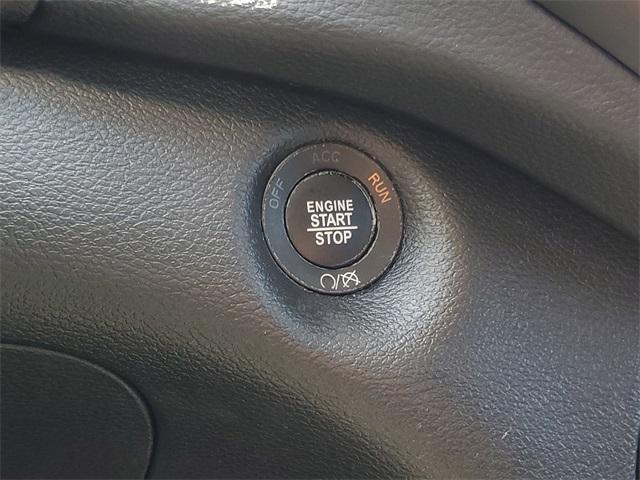 OFF
ACC
RUN
ENGINE
START
STOP